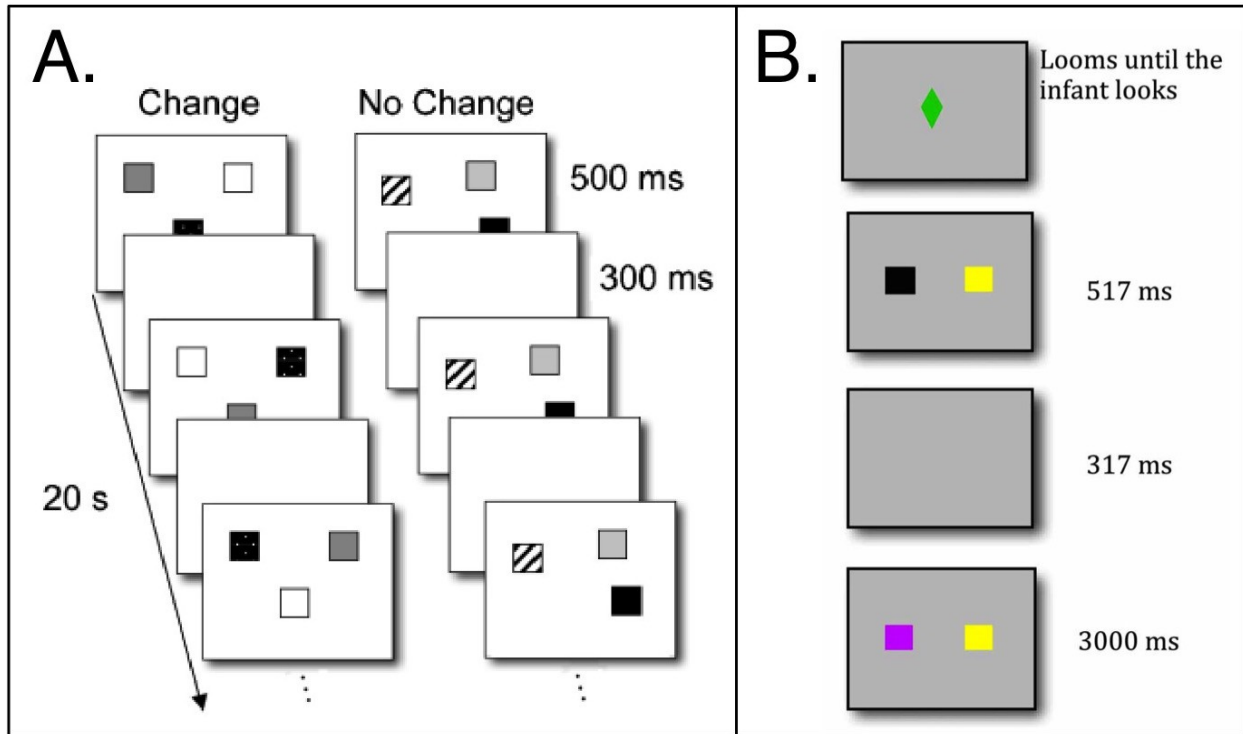 A.
Change
No Change
500 ms
300 ms
20 s
B.
Looms until the
infant looks
517 ms
317 ms
3000 ms